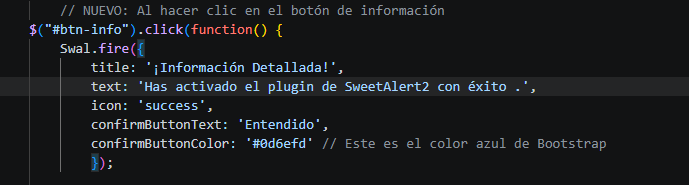 // NUEVO: Al hacer clic en el botón de información
$("#btn-info").click(function() {
Swal.fire({
title: '¡Información Detallada!',
text: 'Has activado el plugin de SweetAlert2 con éxito .',
icon: 'success',
confirmButtonText: 'Entendido',
confirmButtonColor: '#0d6efd' // Este es el color azul de Bootstrap
});